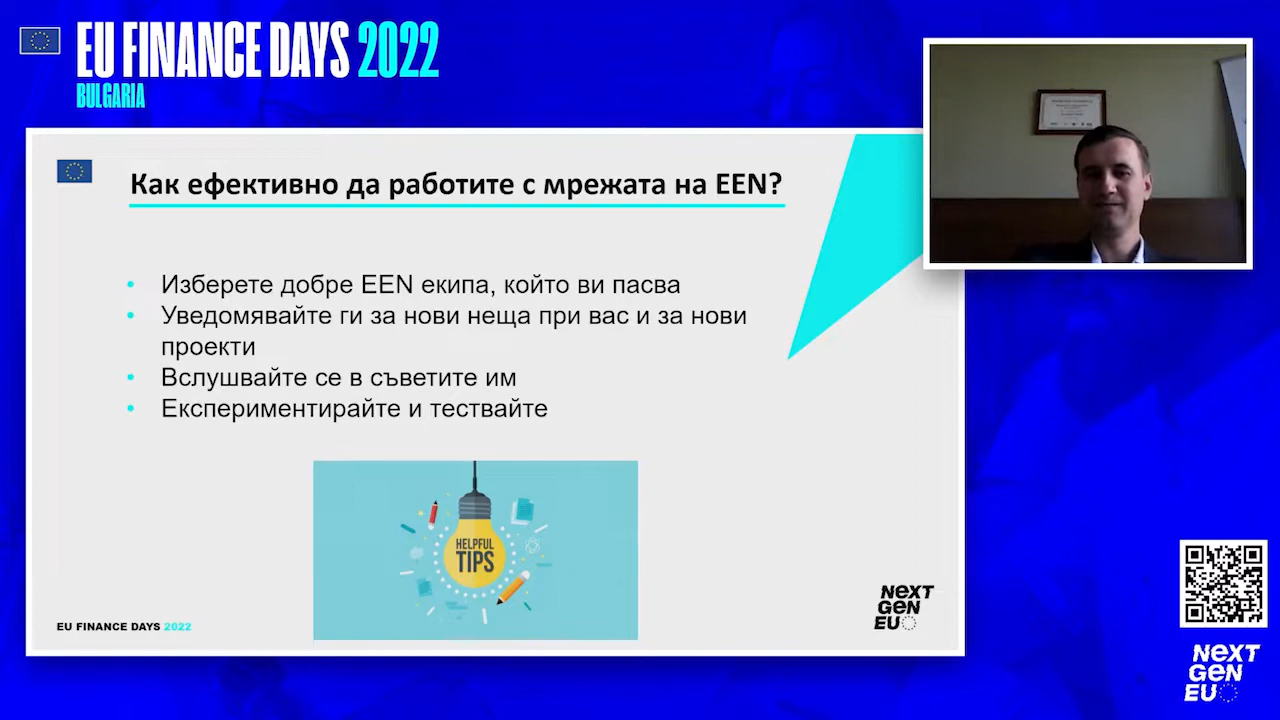 EU FINANCE DAYS 2022
BULGARIA
Как ефективно да работите с мрежата на EEN?
• Изберете добре EEN екипа, който ви пасва
• Уведомявайте ги за нови неща при вас и за нови
проекти
• Вслушвайте се в съветите им
• Експериментирайте и тествайте
HELPFUL
TIPS
EU FINANCE DAYS 2022
NEXT
GEN
EU
NEXT
GEN
EU